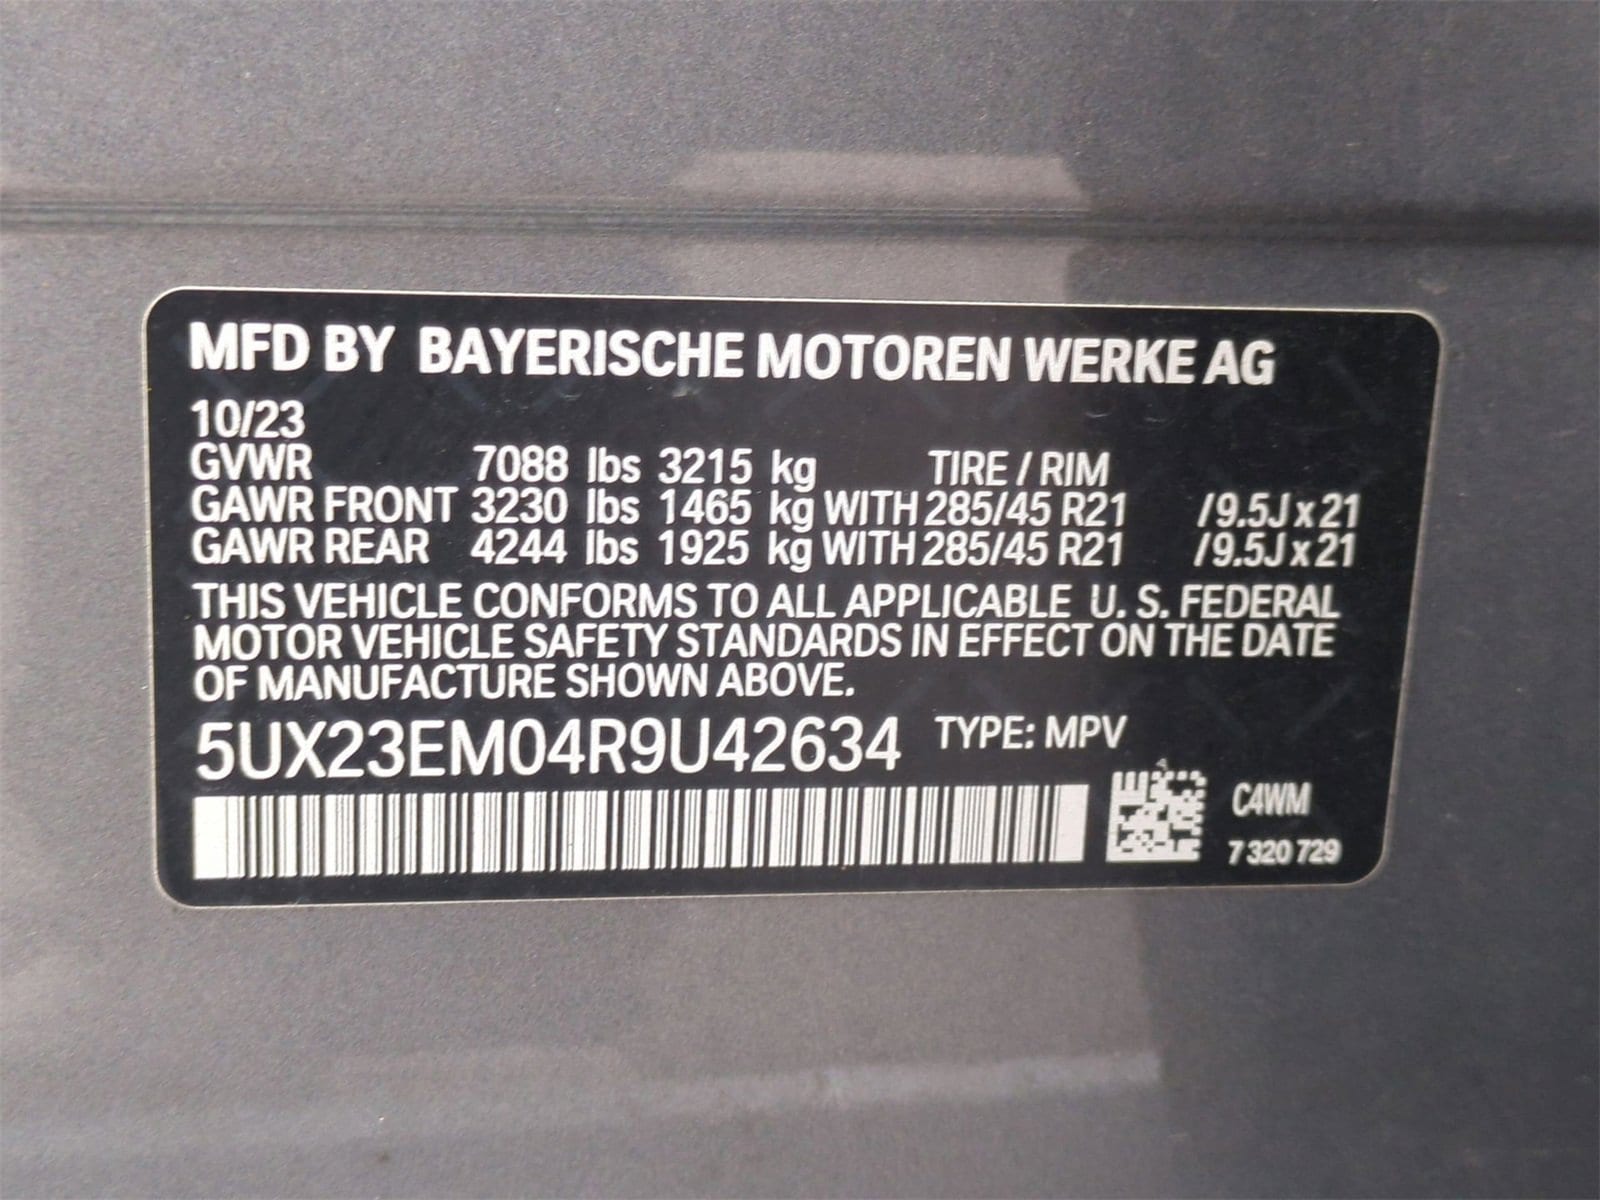 MFD BY BAYERISCHE MOTOREN WERKE AG
10/23
GVWR 7088 lbs 3215 kg TIRE / RIM
GAWR FRONT 3230 lbs 1465 kg WITH 285/45 R21 /9.5J x 21
GAWR REAR 4244 lbs 1925 kg WITH 285/45 R21 /9.5J x 21
THIS VEHICLE CONFORMS TO ALL APPLICABLE U. S. FEDERAL
MOTOR VEHICLE SAFETY STANDARDS IN EFFECT ON THE DATE
OF MANUFACTURE SHOWN ABOVE.
5UX23EM04R9U42634 TYPE: MPV
C4WM
7 320 729